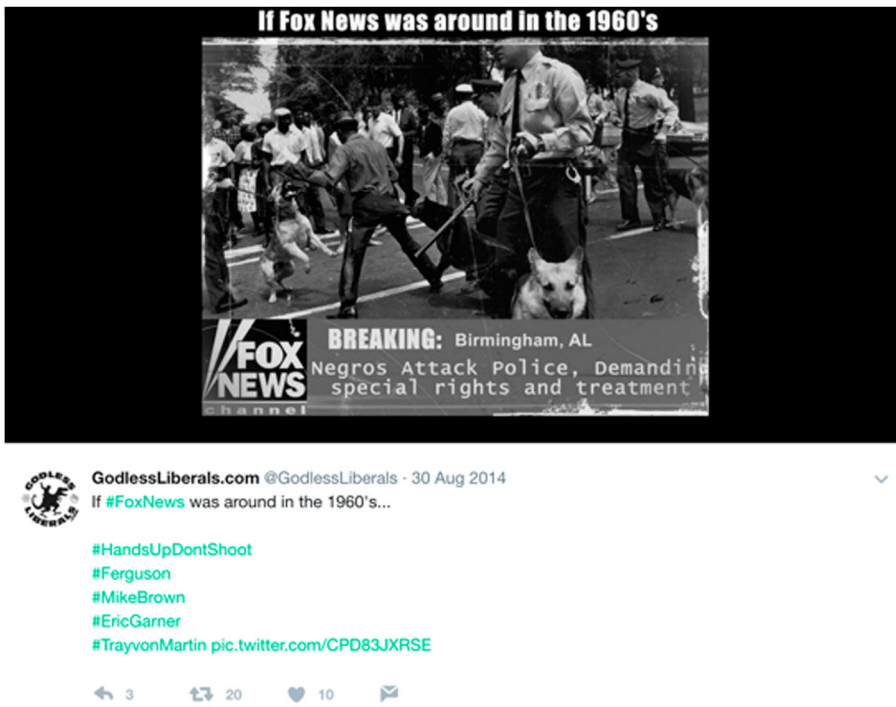 If Fox News was around in the 1960's
FOX
NEWS
channel
BREAKING: Birmingham, AL
Negros Attack Police, Demanding
special rights and treatment
GODLESS
LIBERALS
GodlessLiberals.com @GodlessLiberals · 30 Aug 2014
If #FoxNews was around in the 1960's...
#HandsUpDontShoot
#Ferguson
#MikeBrown
#EricGarner
#TrayvonMartin pic.twitter.com/CPD83JXRSE
3 20 10